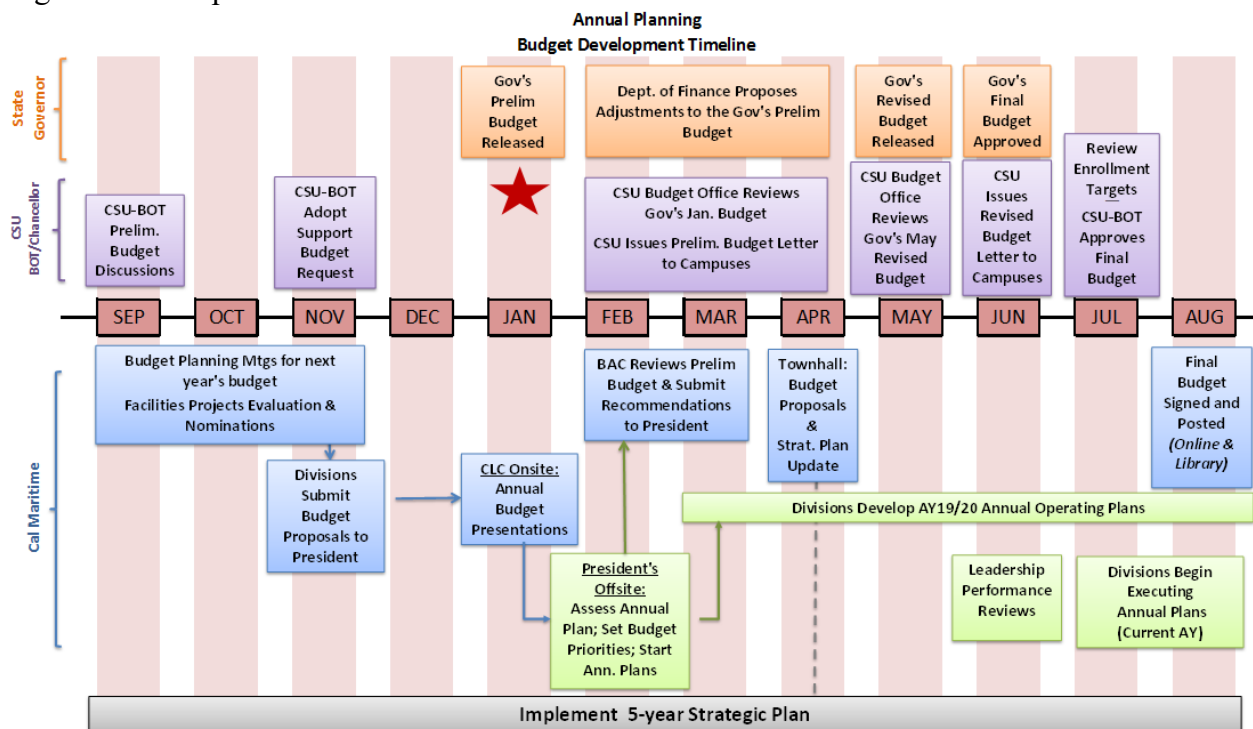 Annual Planning
Budget Development Timeline
State
Governor
Gov's
Prelim
Budget
Released
Dept. of Finance Proposes
Adjustments to the Gov's Prelim
Budget
Gov's
Revised
Budget
Released
Gov's
Final
Budget
Approved
CSU
BOT/Chancellor
CSU-BOT
Prelim.
Budget
Discussions
CSU-BOT
Adopt
Support
Budget
Request
CSU Budget Office Reviews
Gov's Jan. Budget
CSU Issues Prelim. Budget Letter
to Campuses
CSU Budget
Office
Reviews
Gov's May
Revised
Budget
CSU
Issues
Revised
Budget
Letter to
Campuses
Review
Enrollment
Targets
—
CSU-BOT
Approves
Final
Budget
SEP
OCT
NOV
DEC
JAN
FEB
MAR
APR
MAY
JUN
JUL
AUG
Cal Maritime
Budget Planning Mtgs for next
year's budget
Facilities Projects Evaluation &
Nominations
Divisions
Submit
Budget
Proposals to
President
CLC Onsite:
Annual
Budget
Presentations
BAC Reviews Prelim
Budget & Submit
Recommendations
to President
Townhall:
Budget
Proposals
&
Strat. Plan
Update
Final
Budget
Signed and
Posted
(Online &
Library)
Divisions Develop AY19/20 Annual Operating Plans
President's
Offsite:
Assess Annual
Plan; Set Budget
Priorities; Start
Ann. Plans
Leadership
Performance
Reviews
Divisions Begin
Executing
Annual Plans
(Current AY)
Implement 5-year Strategic Plan